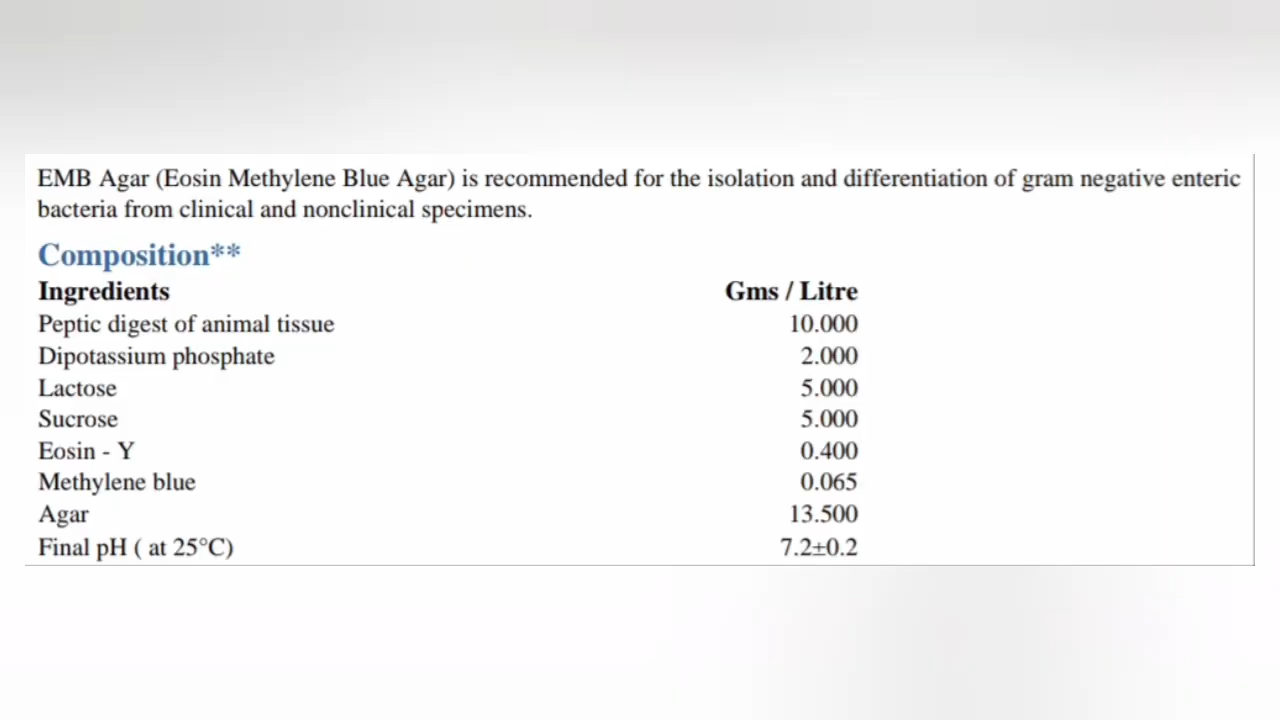 EMB Agar (Eosin Methylene Blue Agar) is recommended for the isolation and differentiation of gram negative enteric
bacteria from clinical and nonclinical specimens.
Composition**
Ingredients Gms / Litre
Peptic digest of animal tissue 10.000
Dipotassium phosphate 2.000
Lactose 5.000
Sucrose 5.000
Eosin - Y 0.400
Methylene blue 0.065
Agar 13.500
Final pH ( at 25°C) 7.2±0.2